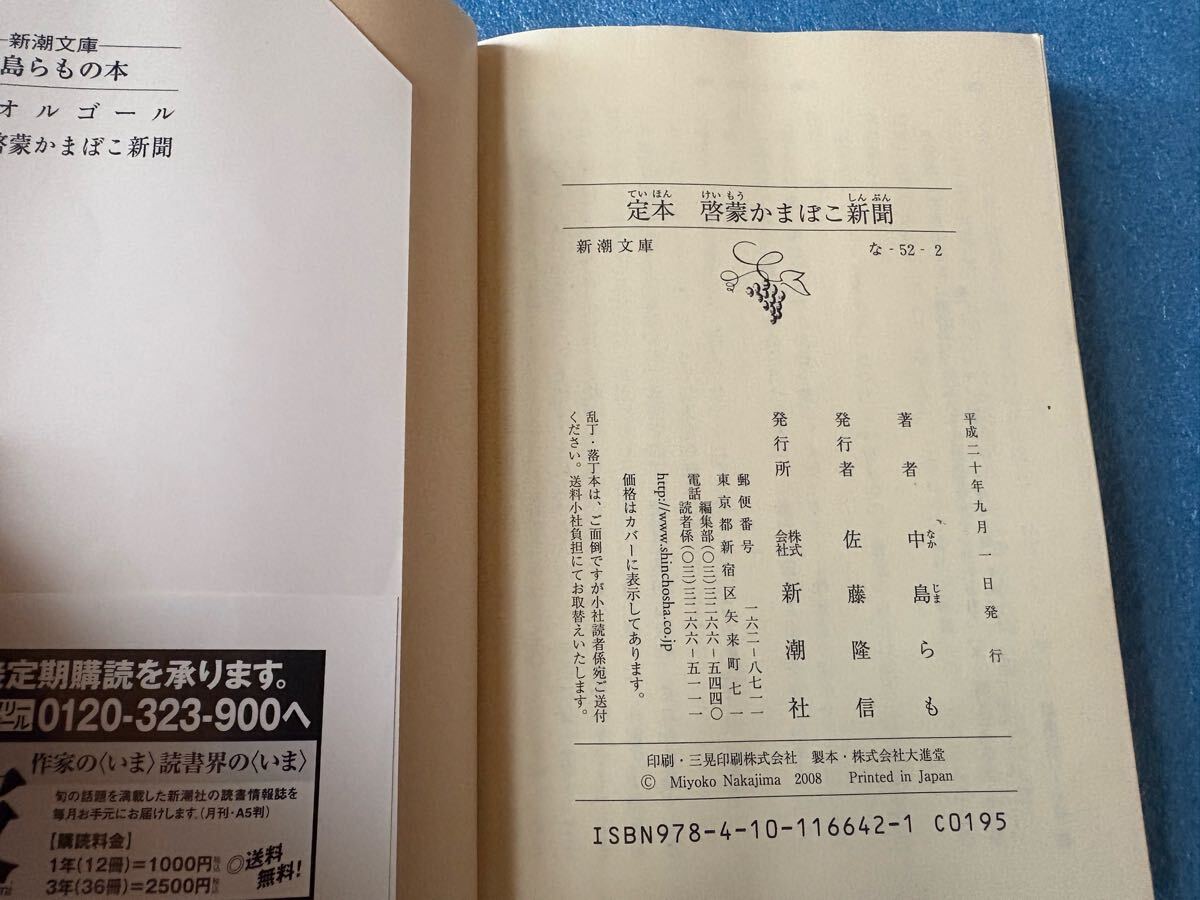 新潮文庫
島らもの本
オルゴール
啓蒙かまぼこ新聞
定期購読を承ります。
0120-323-900へ
作家の〈いま〉読書界の〈いま〉
旬の話題を満載した新潮社の読書情報誌を
毎月お手元にお届けします。(月刊・A5判)
【購読料金】
1年(12冊)=1000円税込
3年(36冊)=2500円税込
◎送料
無料!
ていほん けいもう しんぶん
定本 啓蒙かまぼこ新聞
新潮文庫 な-52-2
平成二十年九月一日発行
著者 中島らも
なか じま
発行者 佐藤隆信
発行所 株式会社 新潮社
郵便番号 一六二-八七一一
東京都新宿区矢来町七一
電話 編集部(〇三)三二六六-五四四〇
読者係(〇三)三二六六-五一一一
http://www.shinchosha.co.jp
価格はカバーに表示してあります。
乱丁・落丁本は、ご面倒ですが小社読者係宛ご送付
ください。送料小社負担にてお取替えいたします。
印刷・三晃印刷株式会社 製本・株式会社大進堂
© Miyoko Nakajima 2008 Printed in Japan
ISBN978-4-10-116642-1 C0195